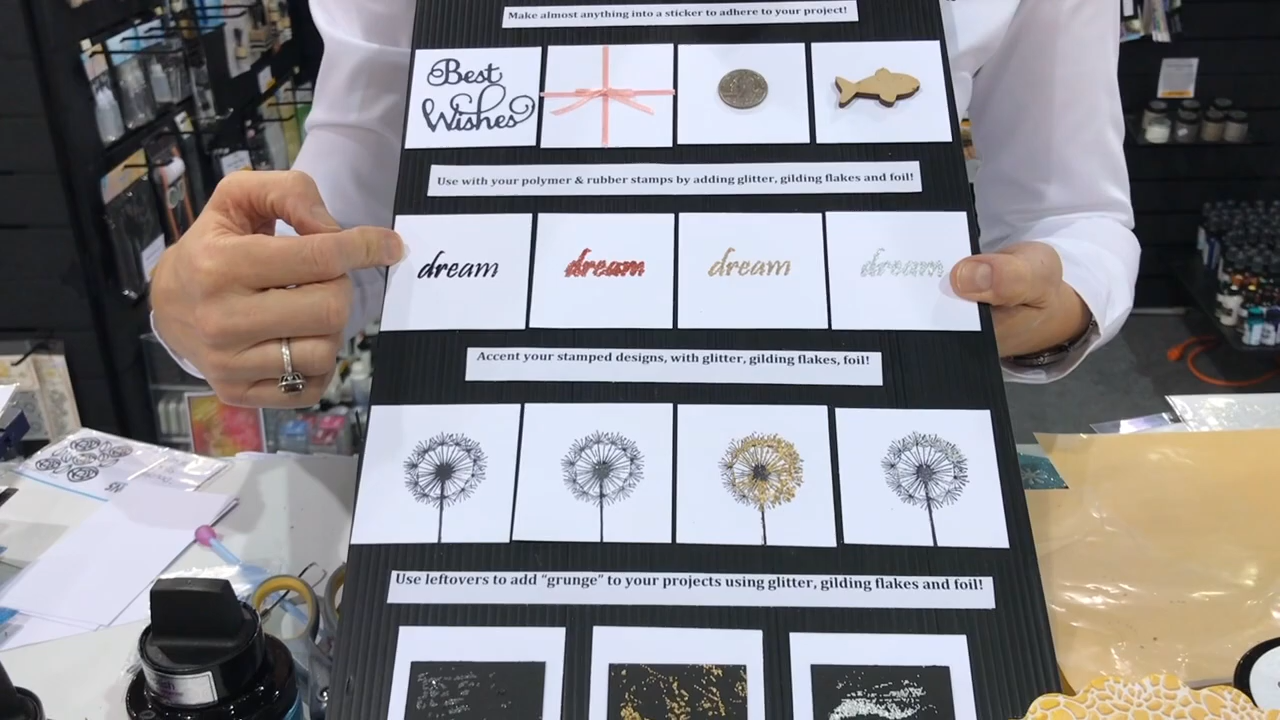 Make almost anything into a sticker to adhere to your project!
Best
Wishes
Use with your polymer & rubber stamps by adding glitter, gilding flakes and foil!
dream dream dream dream
Accent your stamped designs, with glitter, gilding flakes, foil!
Use leftovers to add “grunge” to your projects using glitter, gilding flakes and foil!